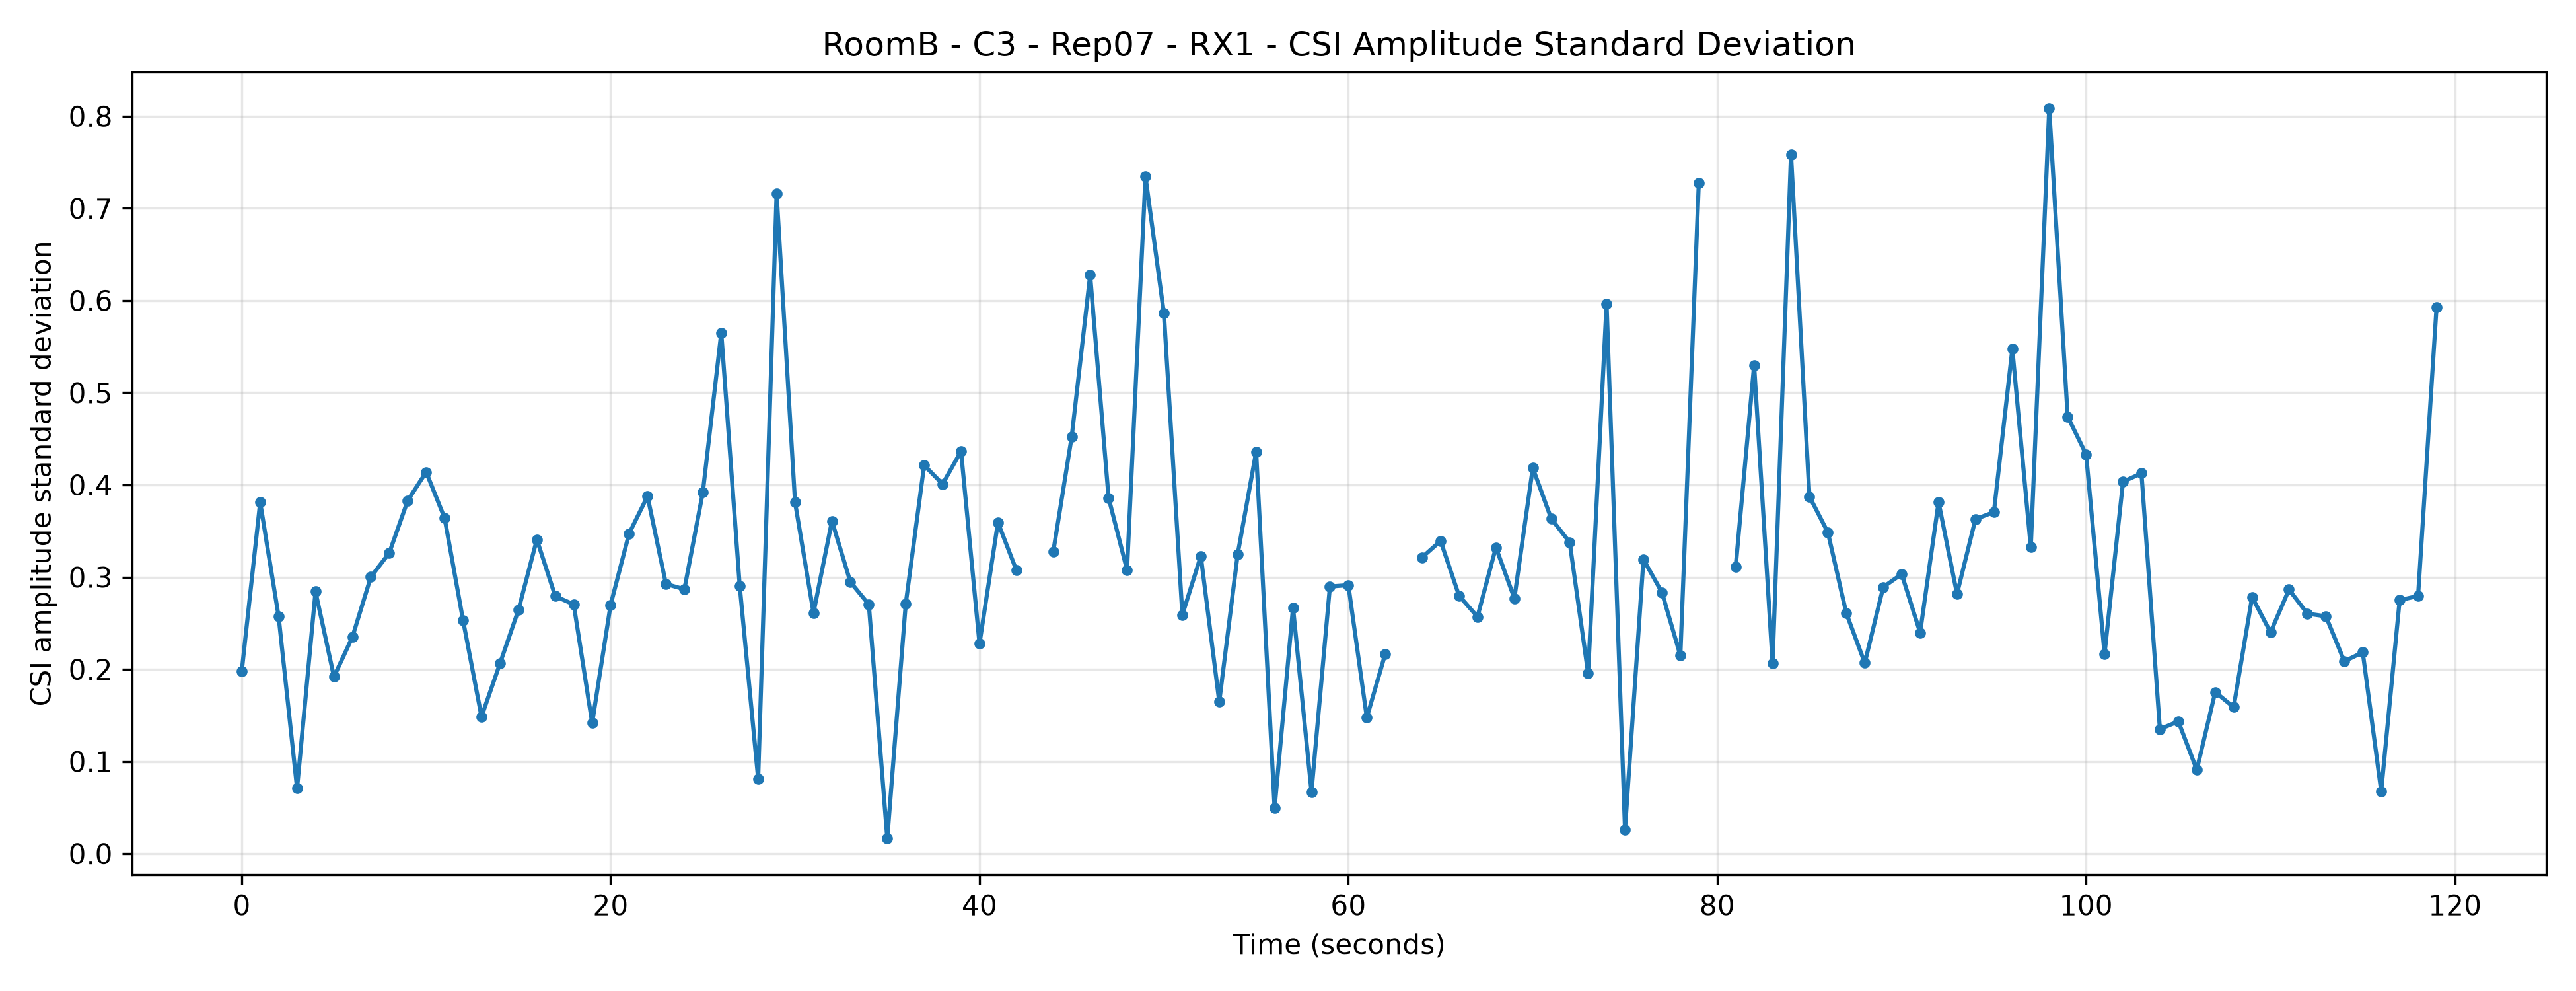 RoomB - C3 - Rep07 - RX1 - CSI Amplitude Standard Deviation
CSI amplitude standard deviation
0.8
0.7
0.6
0.5
0.4
0.3
0.2
0.1
0.0
0 20 40 60 80 100 120
Time (seconds)